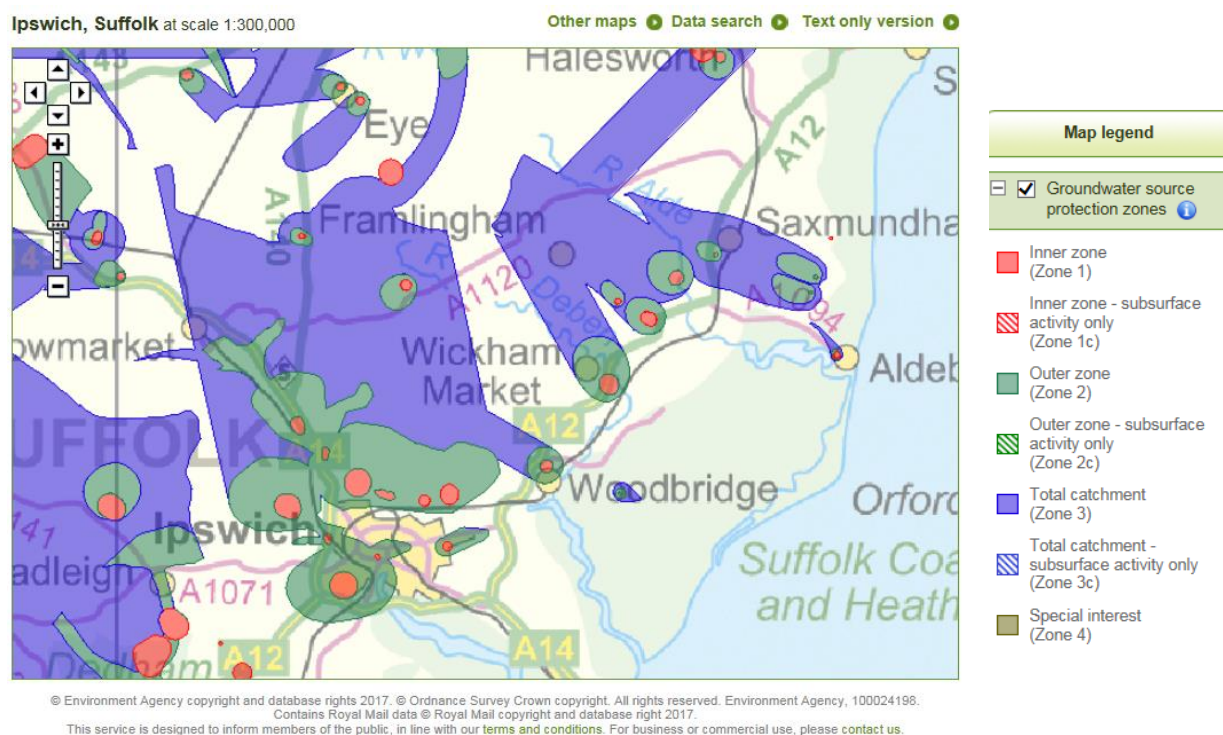 Ipswich, Suffolk at scale 1:300,000
Other maps Data search Text only version
A143
Halesworth
Eye
A12
R. Alde
Framlingham
A140
Saxmundha
R
Deben
A1120
A1094
owmarket
Wickham
Market
Aldeb
A12
UFFOLK
A14
Woodbridge
Orford
Ipswich
141
adleigh
A1071
Suffolk Coa
and Heath
A12
A14
Dedham
Map legend
Groundwater source
protection zones
Inner zone
(Zone 1)
Inner zone - subsurface
activity only
(Zone 1c)
Outer zone
(Zone 2)
Outer zone - subsurface
activity only
(Zone 2c)
Total catchment
(Zone 3)
Total catchment -
subsurface activity only
(Zone 3c)
Special interest
(Zone 4)
© Environment Agency copyright and database rights 2017. © Ordnance Survey Crown copyright. All rights reserved. Environment Agency, 100024198.
Contains Royal Mail data © Royal Mail copyright and database right 2017.
This service is designed to inform members of the public, in line with our terms and conditions. For business or commercial use, please contact us.